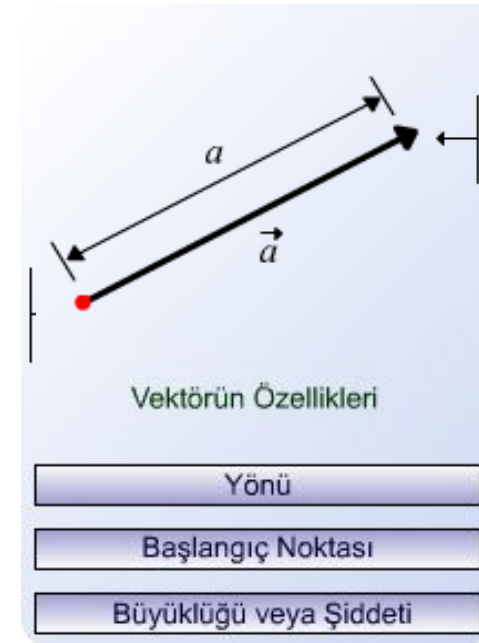 a
a⃗
Vektörün Özellikleri
Yönü
Başlangıç Noktası
Büyüklüğü veya Şiddeti